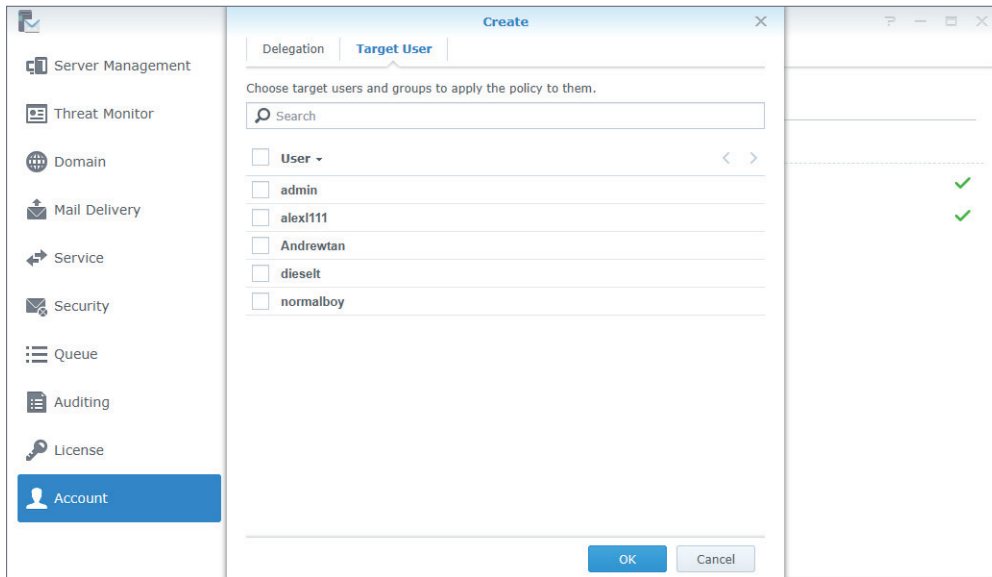 Create
Server Management
Threat Monitor
Domain
Mail Delivery
Service
Security
Queue
Auditing
License
Account
Delegation
Target User
Choose target users and groups to apply the policy to them.
Search
User
admin
alexl111
Andrewtan
dieselt
normalboy
OK
Cancel